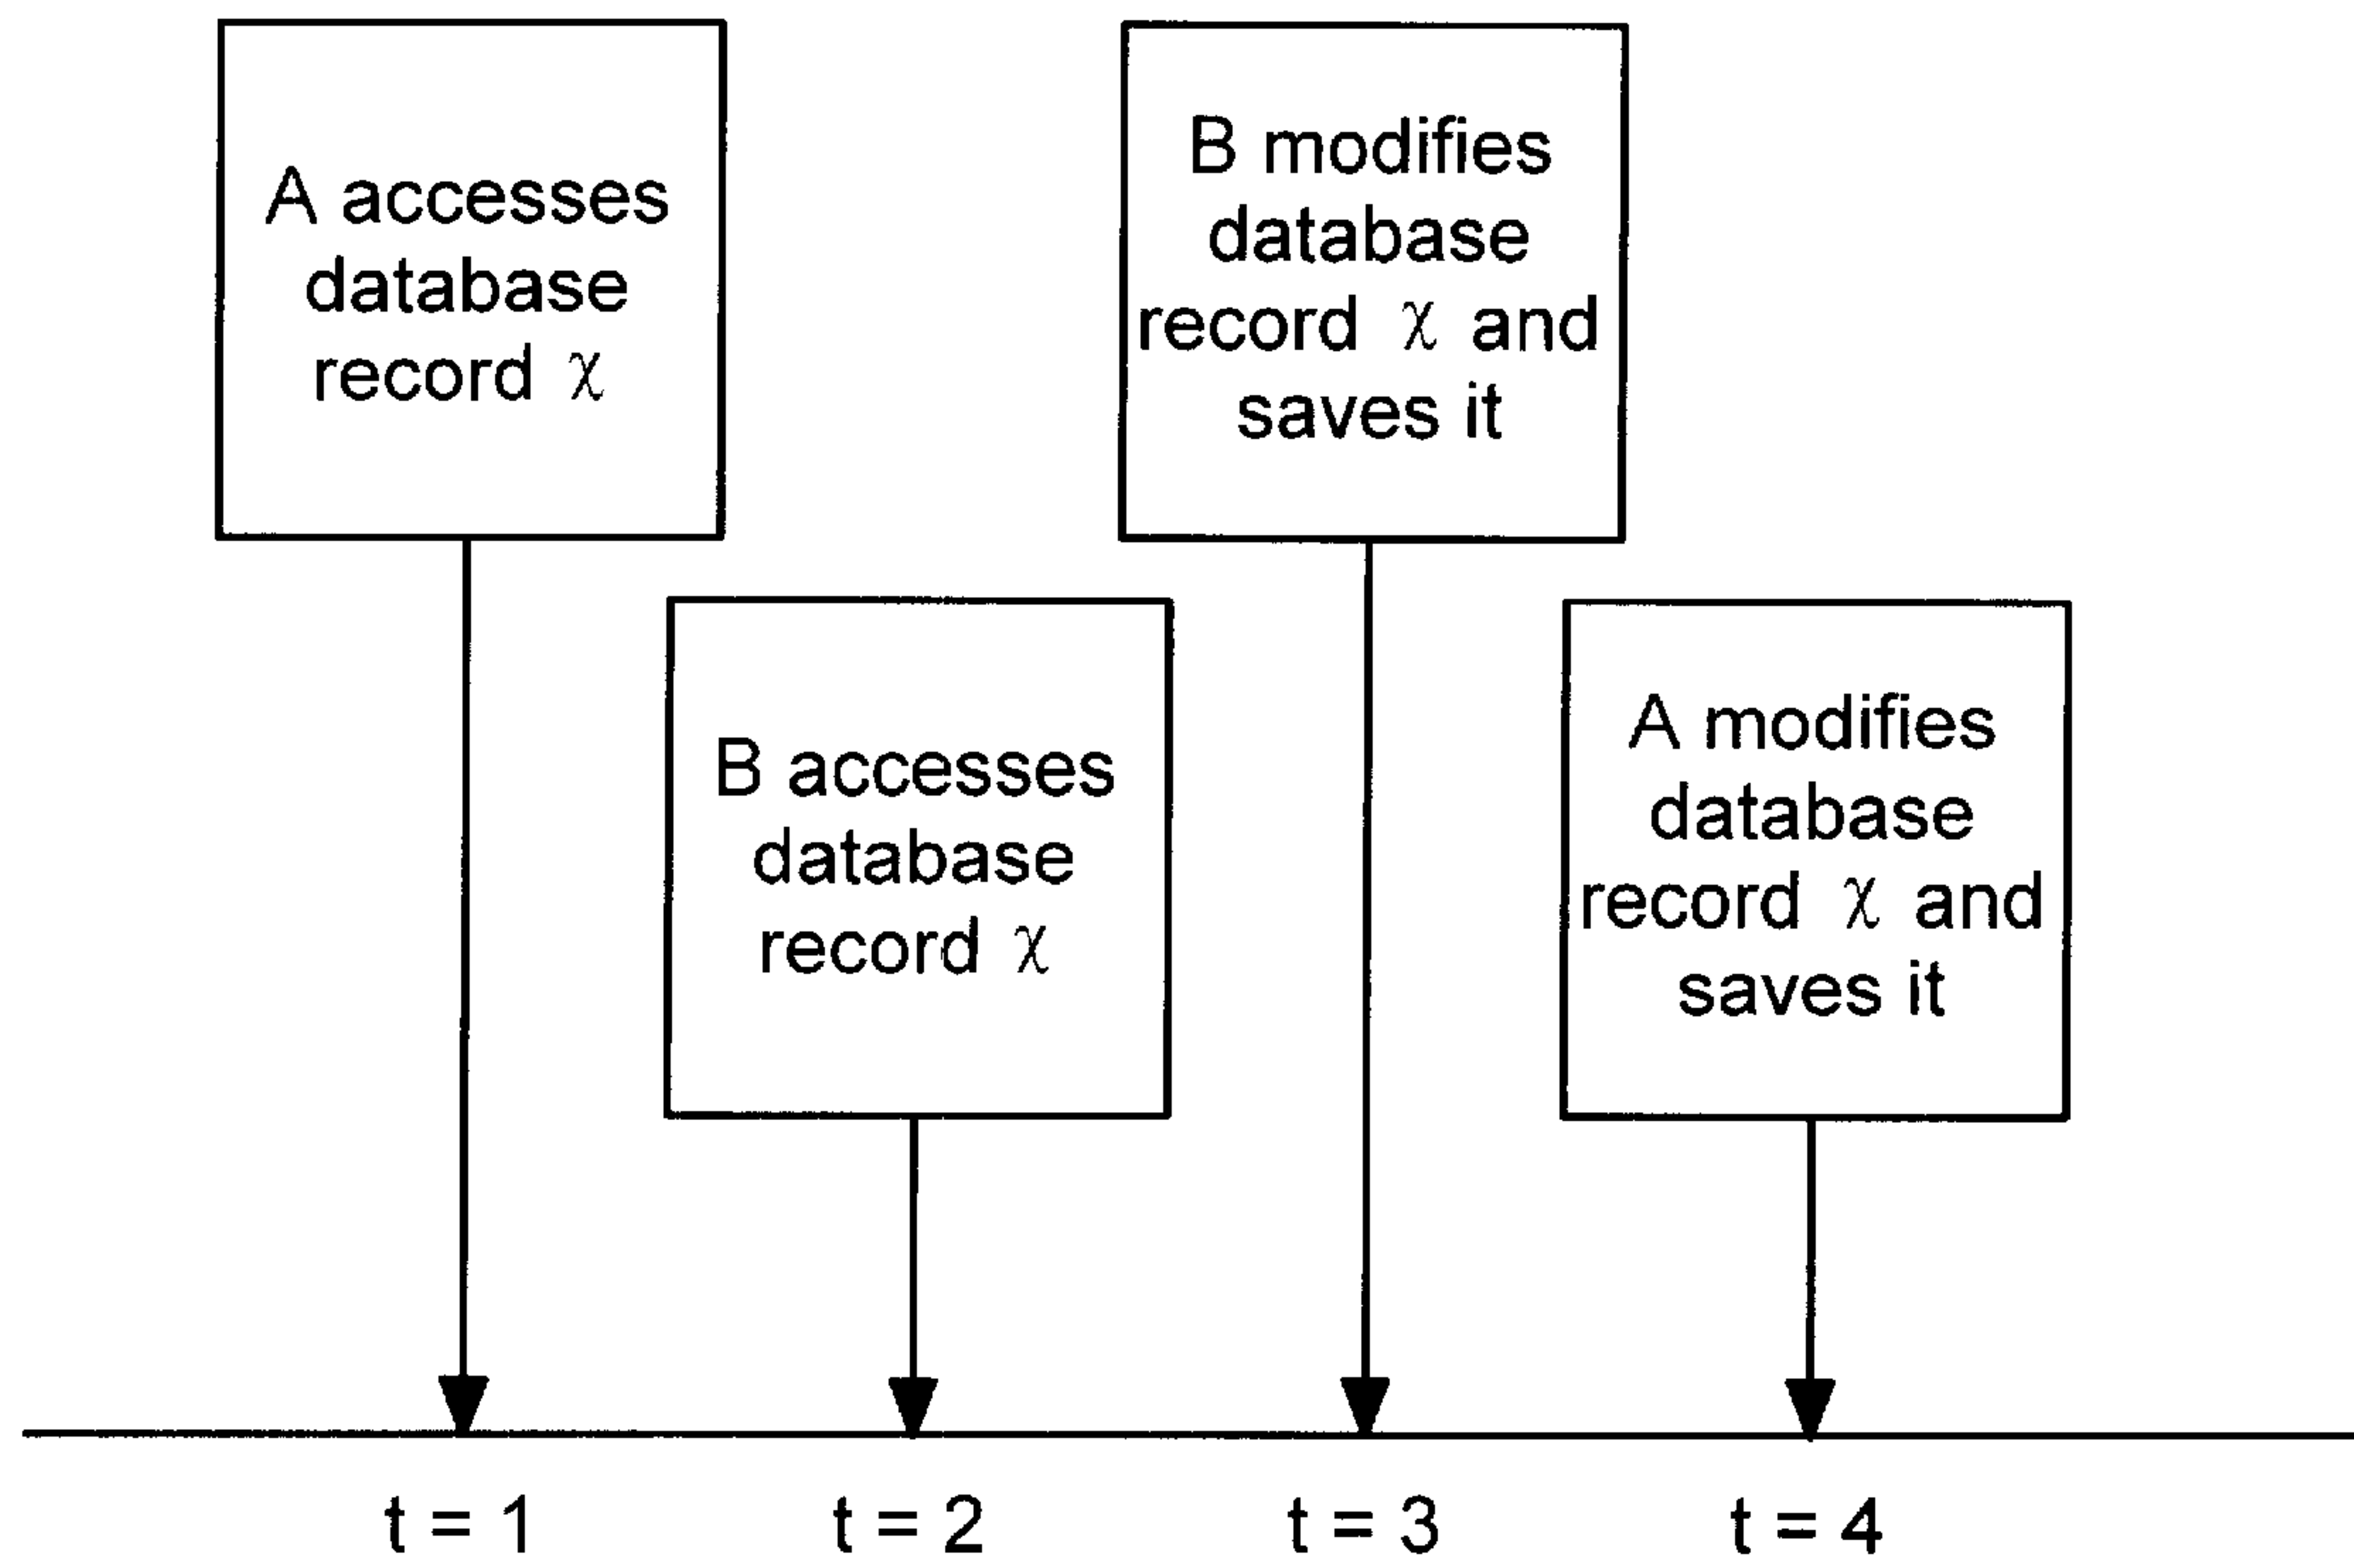 A accesses
database
record χ
B modifies
database
record χ and
saves it
B accesses
database
record χ
A modifies
database
record χ and
saves it
t = 1
t = 2
t = 3
t = 4